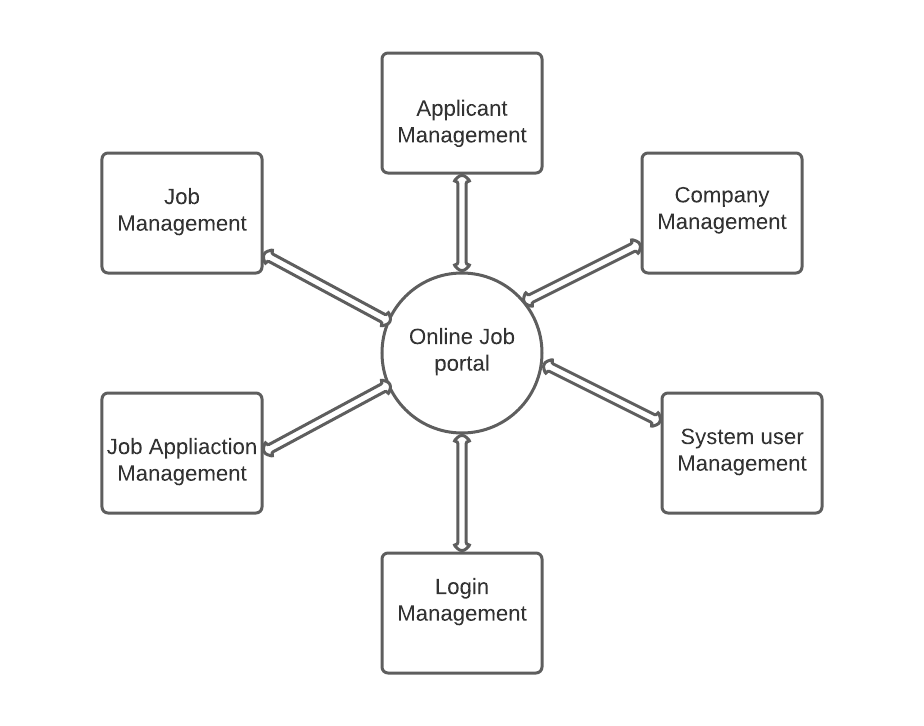 Applicant
Management
Job
Management
Company
Management
Online Job
portal
Job Appliaction
Management
System user
Management
Login
Management